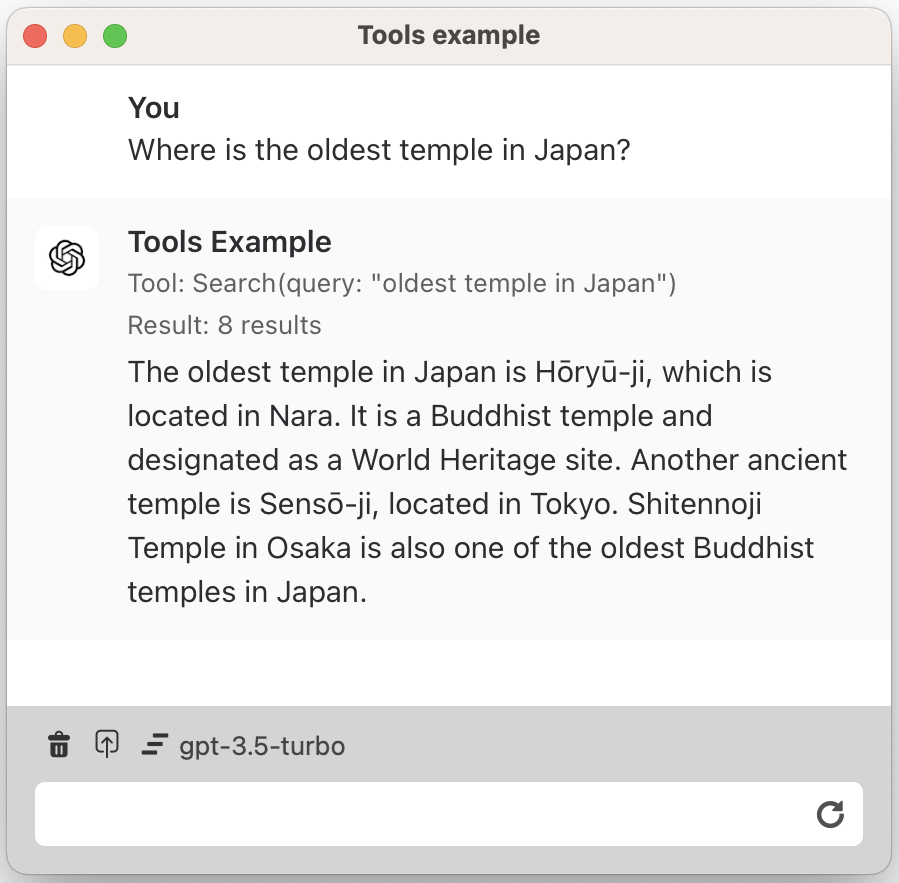 Tools example
You
Where is the oldest temple in Japan?
Tools Example
Tool: Search(query: "oldest temple in Japan")
Result: 8 results
The oldest temple in Japan is Hōryū-ji, which is
located in Nara. It is a Buddhist temple and
designated as a World Heritage site. Another ancient
temple is Sensō-ji, located in Tokyo. Shitennoji
Temple in Osaka is also one of the oldest Buddhist
temples in Japan.
gpt-3.5-turbo